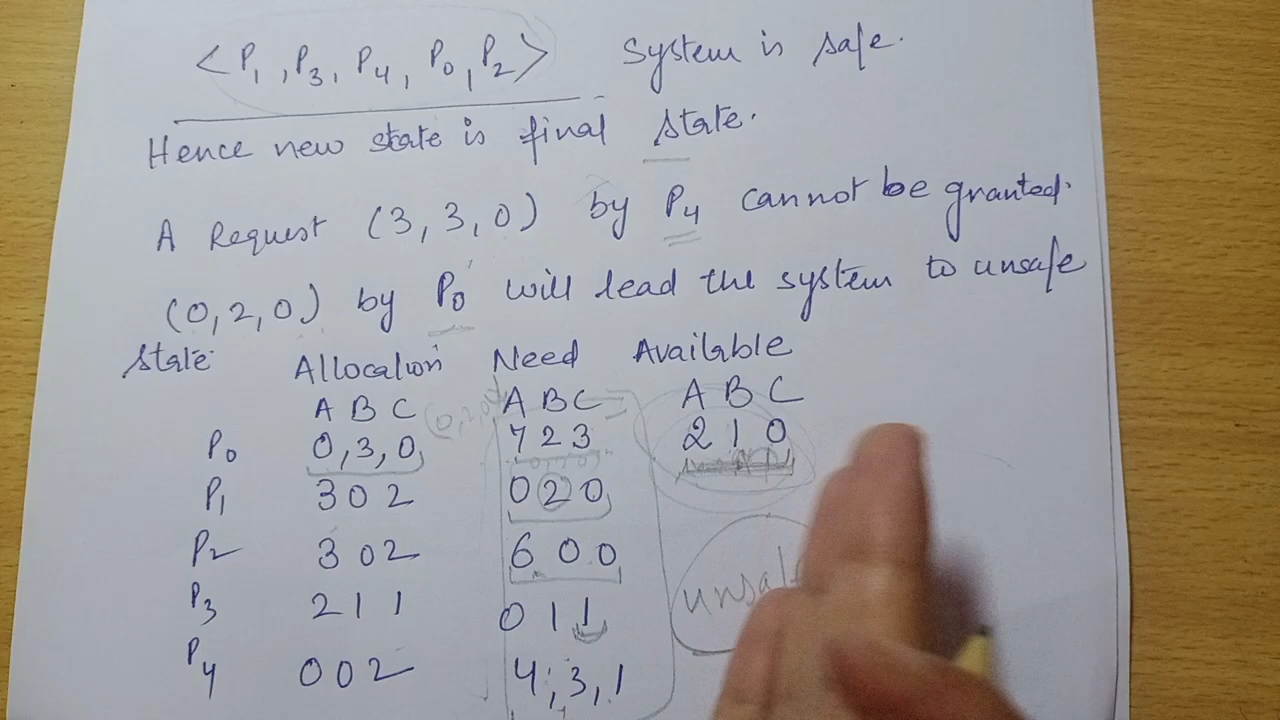 <P1, P3, P4, P0, P2> System is safe.
Hence new state is final state.
A Request (3, 3, 0) by P4 cannot be granted.
(0, 2, 0) by P0 will lead the system to unsafe
state. Allocation Need Available
A B C (0,2,0) A B C A B C
P0 0,3,0 7 2 3 2 1 0
P1 3 0 2 0 2 0
P2 3 0 2 6 0 0
P3 2 1 1 0 1 1
P4 0 0 2 4,3,1